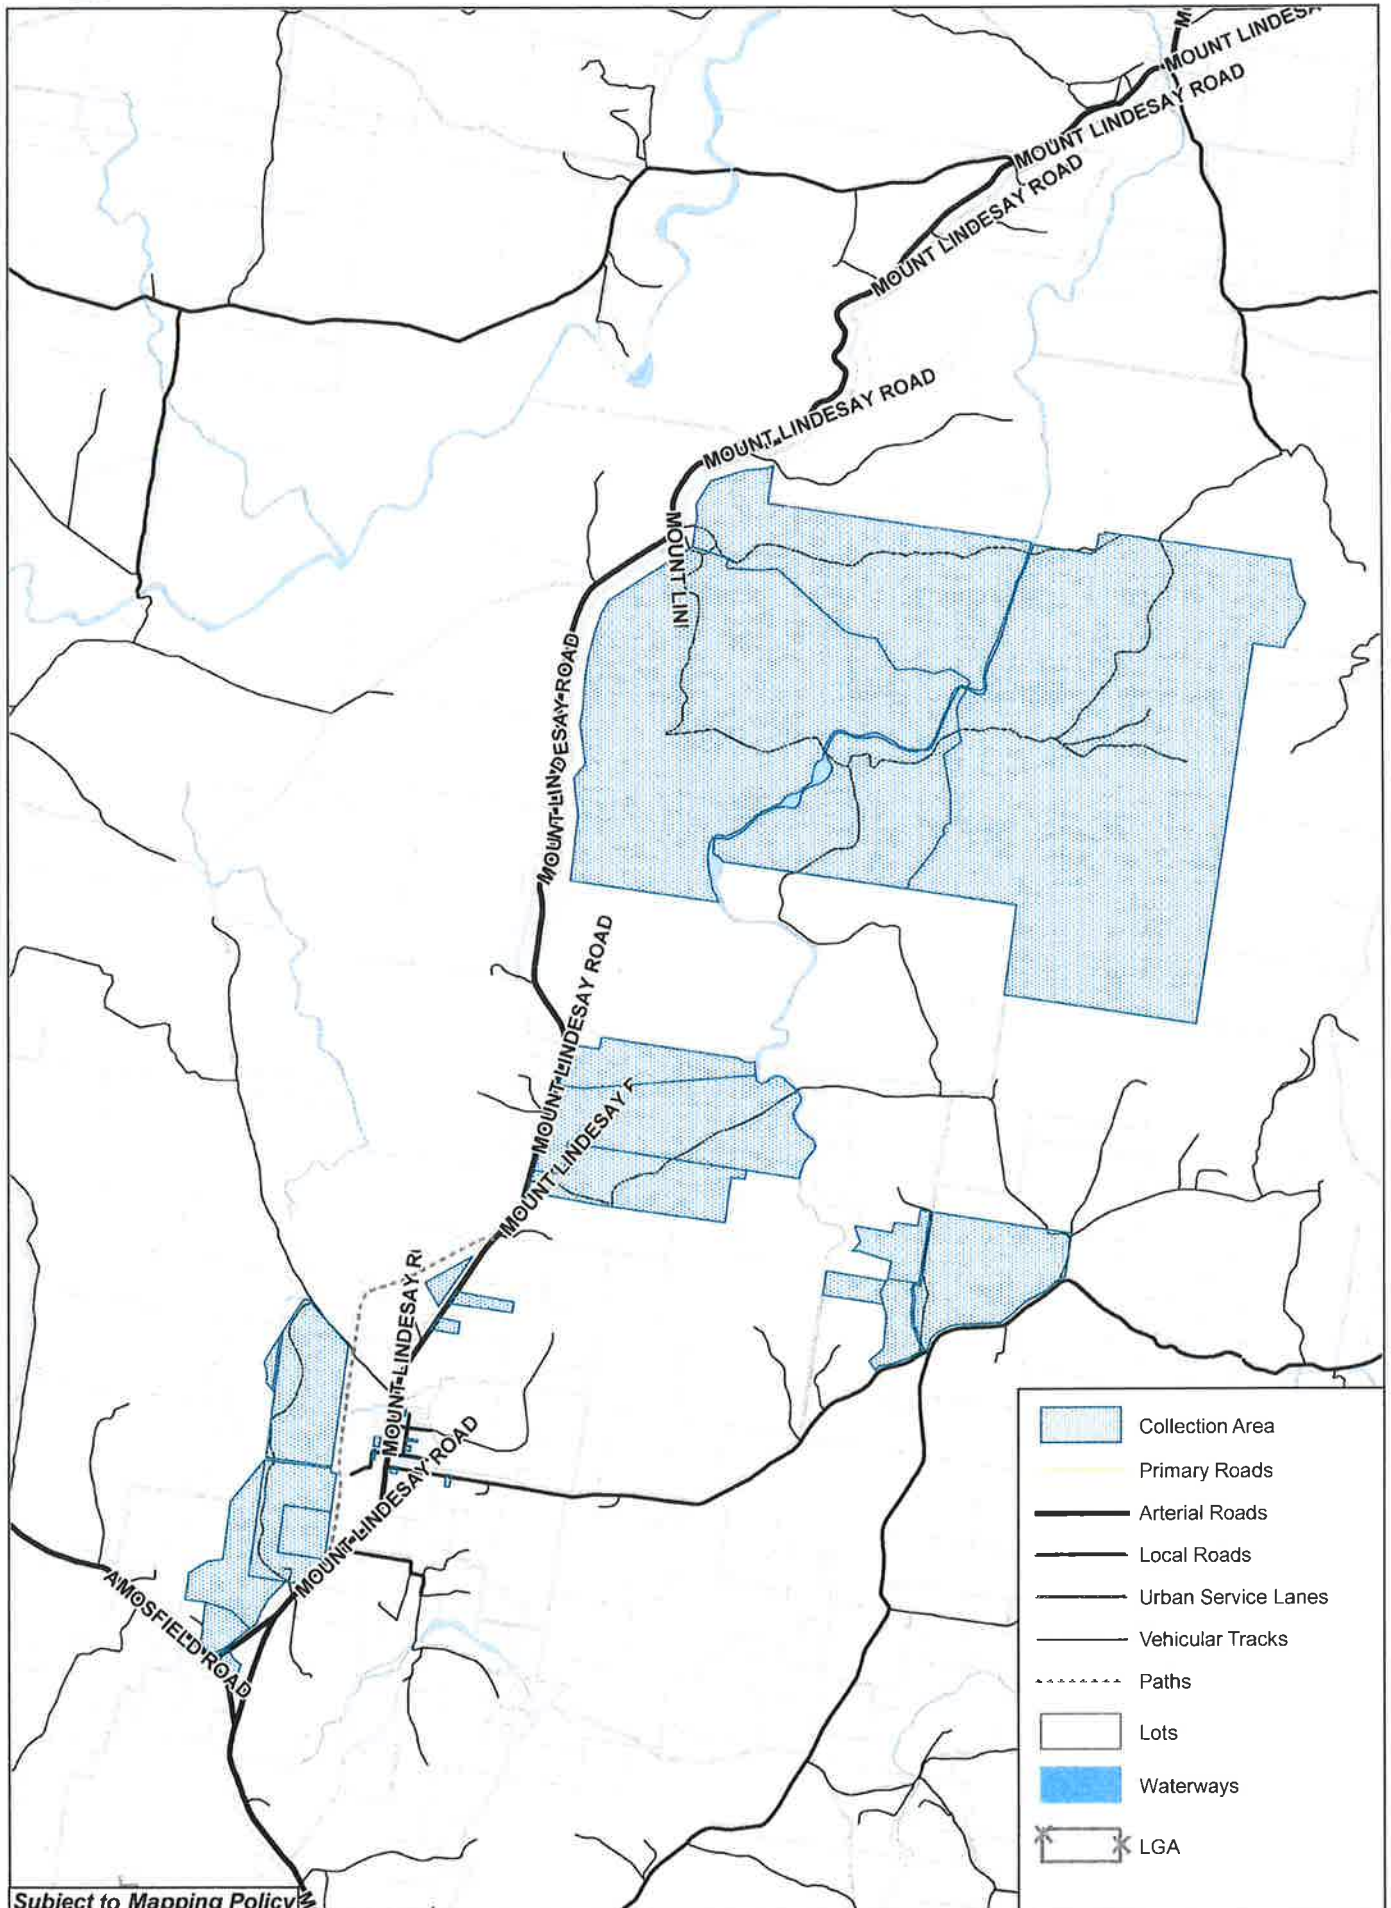 MOUNT LINDESA
MOUNT LINDESAY ROAD
MOUNT LINDESAY ROAD
MOUNT LINDESAY ROAD
MOUNT LINDESAY ROAD
MOUNT LIN
MOUNT LINDESAY ROAD
MOUNT LINDESAY ROAD
MOUNT LINDESAY R
MOUNT LINDESAY R
MOUNT LINDESAY ROAD
AMOSFIELD ROAD
Collection Area
Primary Roads
Arterial Roads
Local Roads
Urban Service Lanes
Vehicular Tracks
Paths
Lots
Waterways
LGA
Subject to Mapping Policy